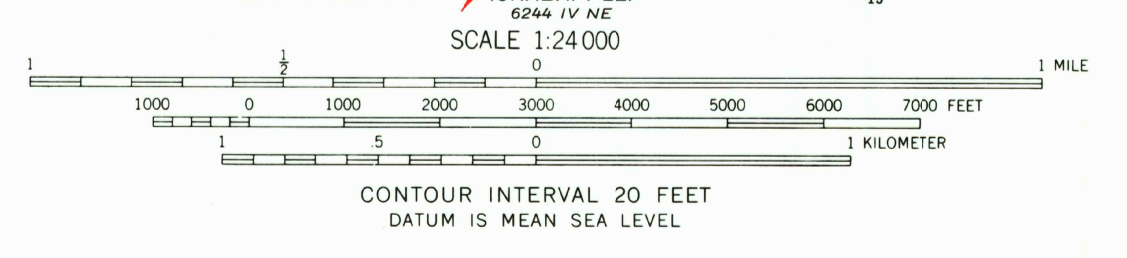 6244 IV NE
SCALE 1:24 000
1 1/2 0 1 MILE
1000 0 1000 2000 3000 4000 5000 6000 7000 FEET
1 .5 0 1 KILOMETER
CONTOUR INTERVAL 20 FEET
DATUM IS MEAN SEA LEVEL